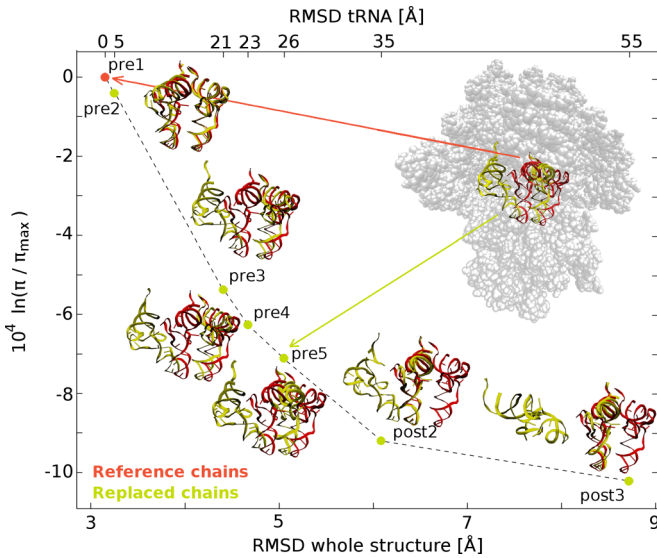 RMSD tRNA [Å]
0 5 21 23 26 35 55
0
-2
-4
-6
-8
-10
10⁴ ln(π / πmax)
pre1
pre2
pre3
pre4
pre5
post2
post3
Reference chains
Replaced chains
3 5 7 9
RMSD whole structure [Å]